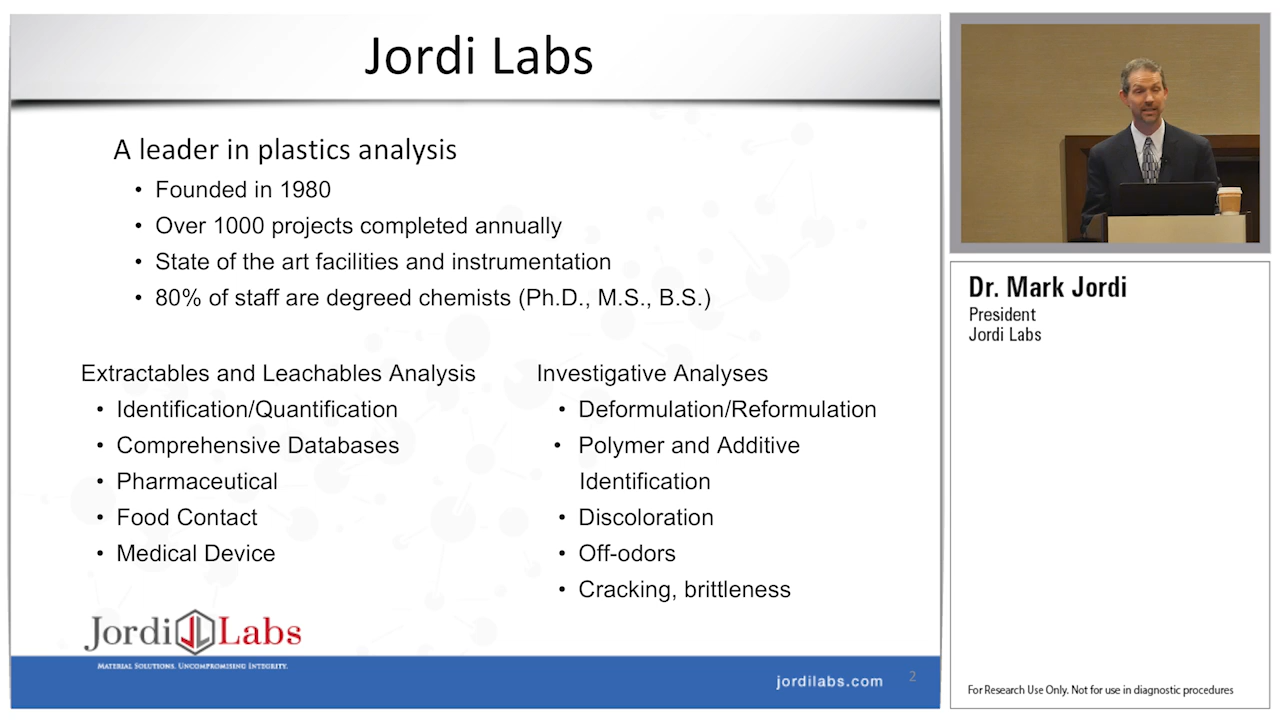 Jordi Labs
A leader in plastics analysis
• Founded in 1980
• Over 1000 projects completed annually
• State of the art facilities and instrumentation
• 80% of staff are degreed chemists (Ph.D., M.S., B.S.)
Extractables and Leachables Analysis
• Identification/Quantification
• Comprehensive Databases
• Pharmaceutical
• Food Contact
• Medical Device
Investigative Analyses
• Deformulation/Reformulation
• Polymer and Additive
Identification
• Discoloration
• Off-odors
• Cracking, brittleness
Jordi JL Labs
MATERIAL SOLUTIONS. UNCOMPROMISING INTEGRITY.
jordilabs.com
2
Dr. Mark Jordi
President
Jordi Labs
For Research Use Only. Not for use in diagnostic procedures